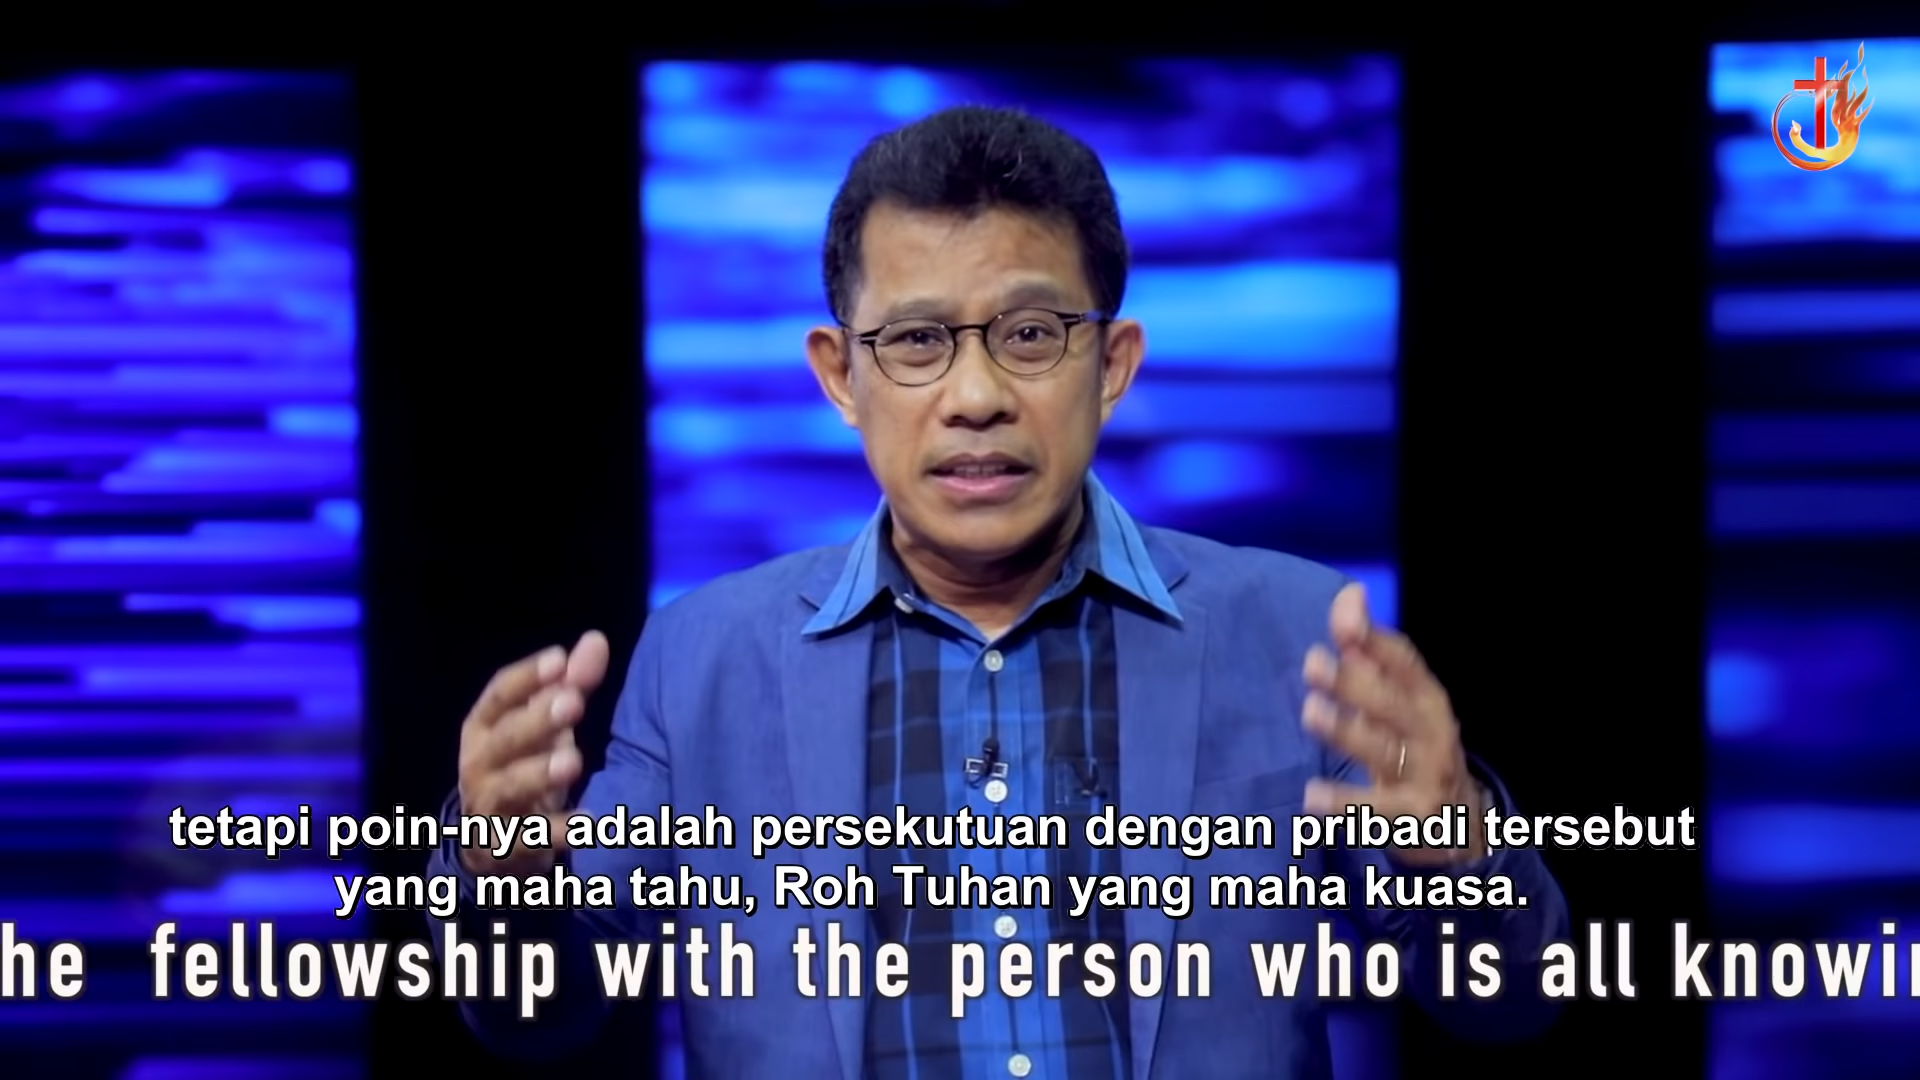 tetapi poin-nya adalah persekutuan dengan pribadi tersebut
yang maha tahu, Roh Tuhan yang maha kuasa.
he fellowship with the person who is all knowin